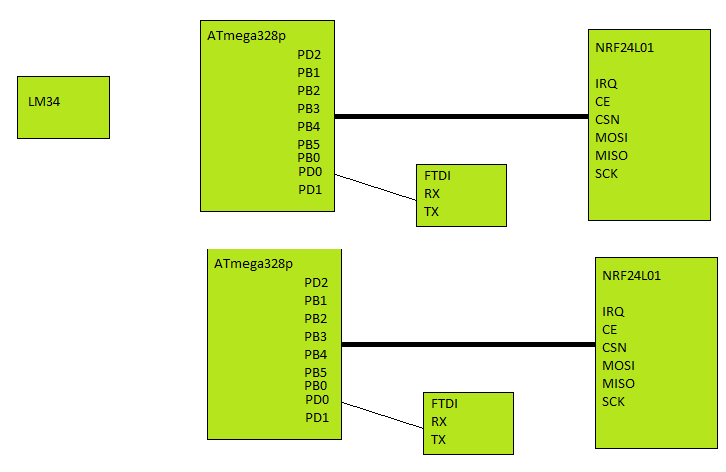 LM34
ATmega328p
PD2
PB1
PB2
PB3
PB4
PB5
PB0
PD0
PD1
FTDI
RX
TX
NRF24L01
IRQ
CE
CSN
MOSI
MISO
SCK
ATmega328p
PD2
PB1
PB2
PB3
PB4
PB5
PB0
PD0
PD1
FTDI
RX
TX
NRF24L01
IRQ
CE
CSN
MOSI
MISO
SCK